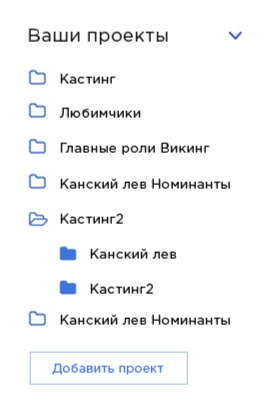 Ваши проекты
Кастинг
Любимчики
Главные роли Викинг
Канский лев Номинанты
Кастинг2
Канский лев
Кастинг2
Канский лев Номинанты
Добавить проект